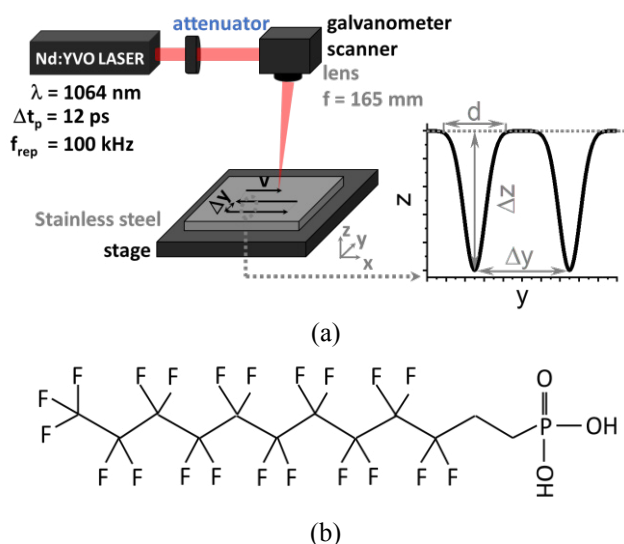 attenuator
galvanometer
scanner
Nd:YVO LASER
lens
f = 165 mm
λ = 1064 nm
Δtp = 12 ps
frep = 100 kHz
v
Δy
Stainless steel
stage
z
y
x
d
z
Δz
Δy
y
(a)
F F F F F F F F F F
F
F
O
P OH
HO
F F F F F F F F F F
(b)